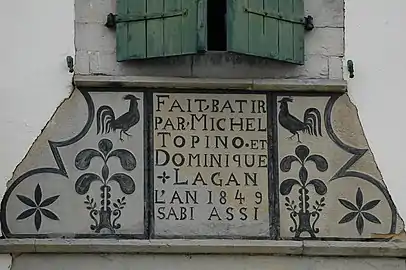 FAIT·BATIR
PAR·MICHEL
TOPINO·ET
DOMINIQUE
+ LAGAN
L'AN 1849
SABI ASSI